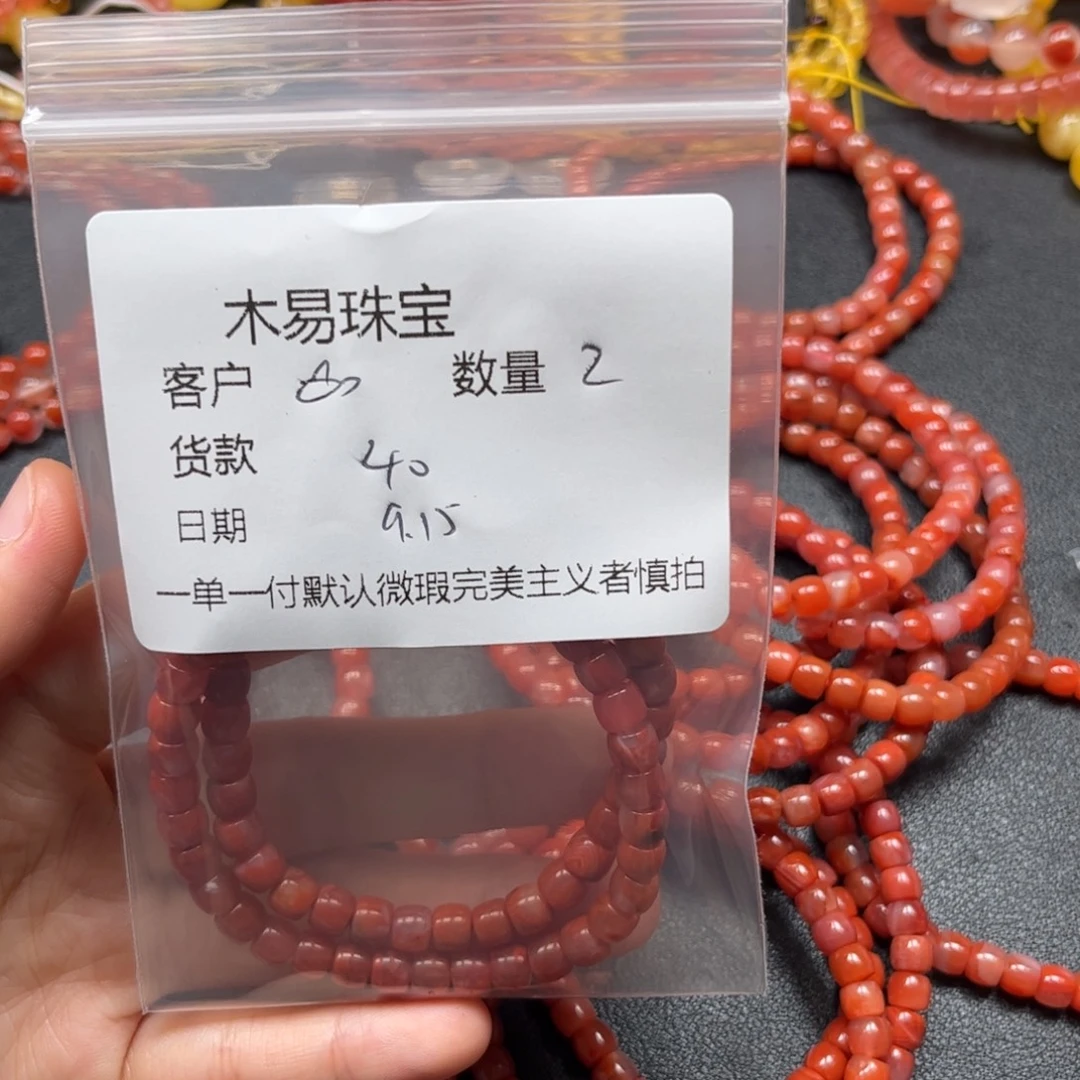 木易珠宝
客户 数量 2
货款 40
日期 9.15
一单一付默认微瑕完美主义者慎拍